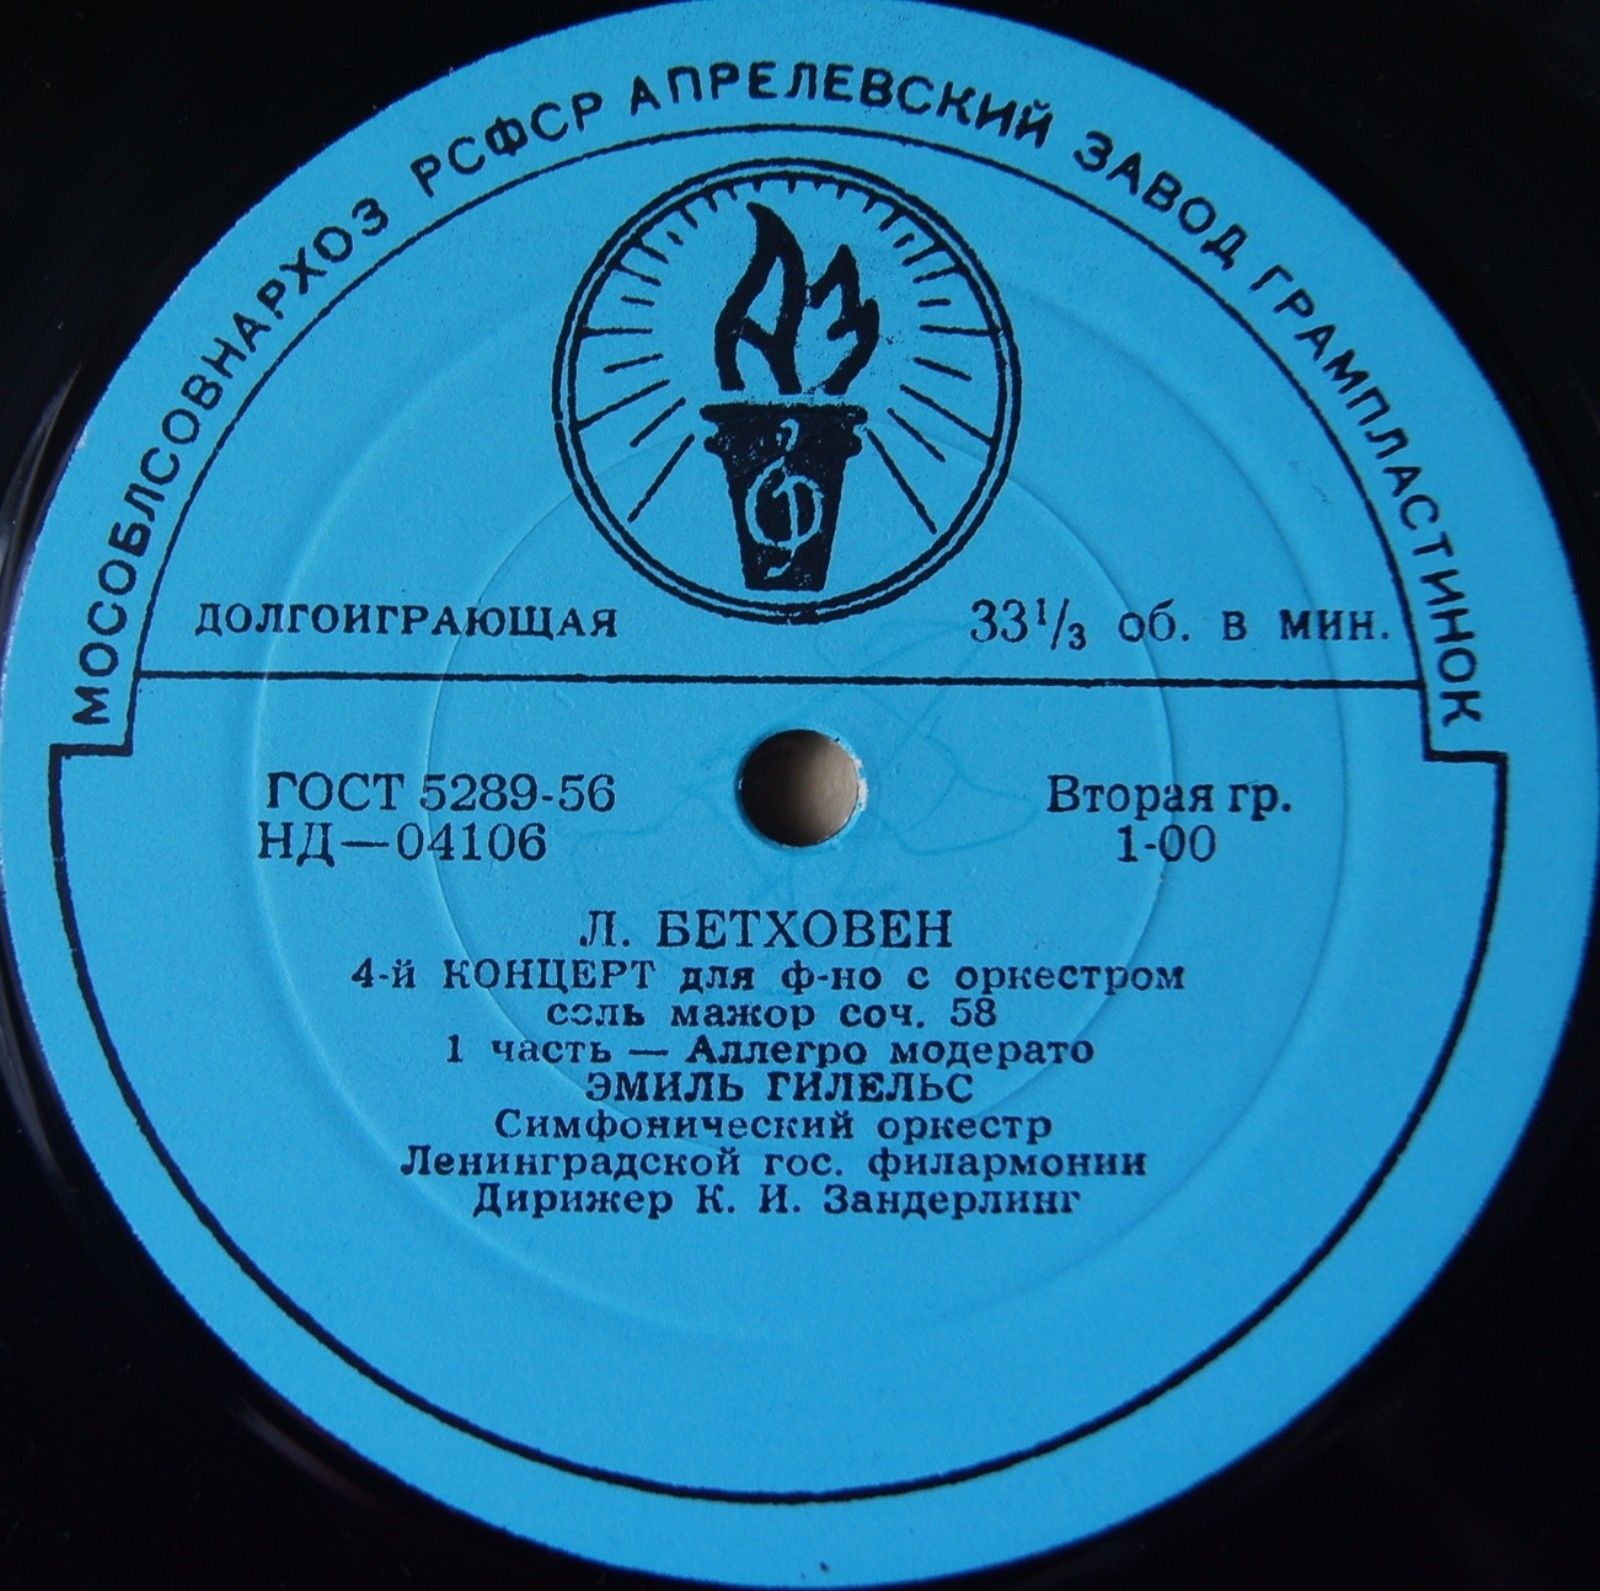 МОСОБЛСОВНАРХОЗ РСФСР АПРЕЛЕВСКИЙ ЗАВОД ГРАМПЛАСТИНОК
АЗ
ДОЛГОИГРАЮЩАЯ 33 1/3 об. в мин.
ГОСТ 5289-56 Вторая гр.
НД—04106 1-00
Л. БЕТХОВЕН
4-й КОНЦЕРТ для ф-но с оркестром
соль мажор соч. 58
1 часть — Аллегро модерато
ЭМИЛЬ ГИЛЕЛЬС
Симфонический оркестр
Ленинградской гос. филармонии
Дирижер К. И. Зандерлинг